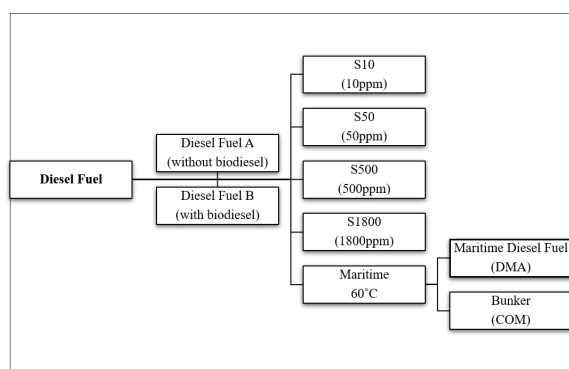 S10
(10ppm)
S50
(50ppm)
Diesel Fuel A
(without biodiesel)
Diesel Fuel
S500
(500ppm)
Diesel Fuel B
(with biodiesel)
S1800
(1800ppm)
Maritime
60˚C
Maritime Diesel Fuel
(DMA)
Bunker
(COM)